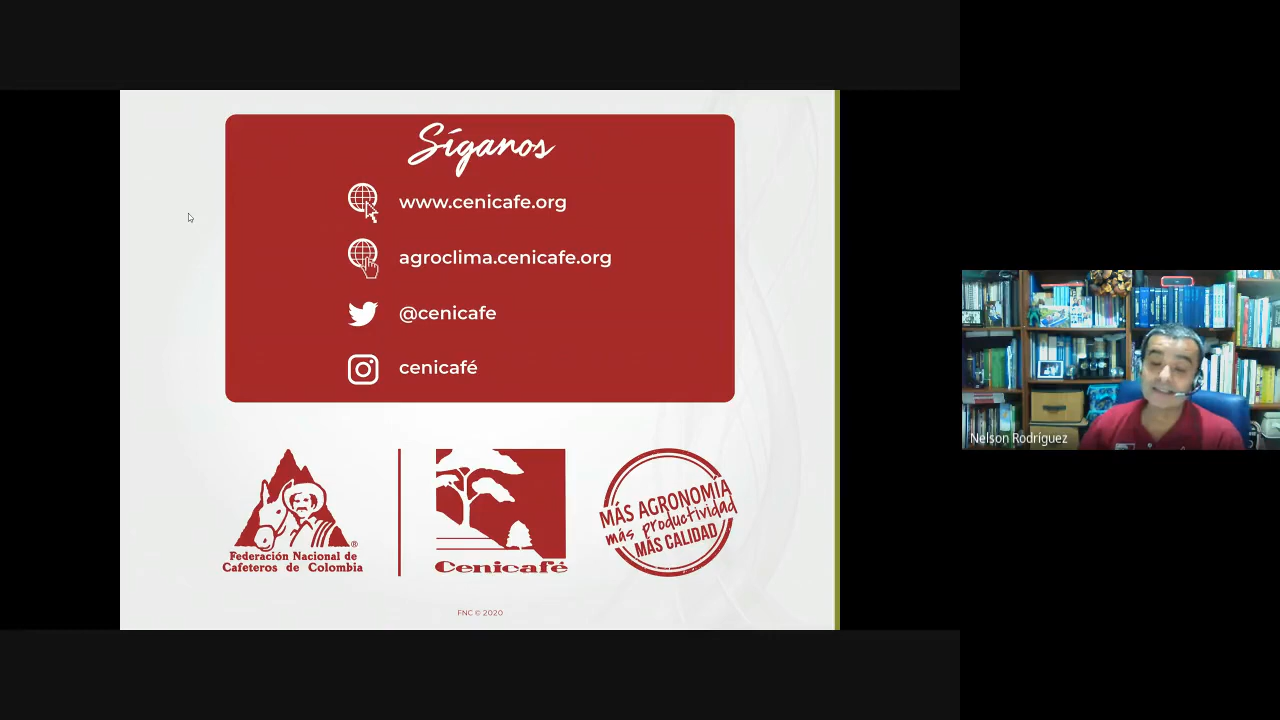 Síganos
www.cenicafe.org
agroclima.cenicafe.org
@cenicafe
cenicafé
Federación Nacional de
Cafeteros de Colombia
®
Cenicafé
MÁS AGRONOMÍA
más productividad
MÁS CALIDAD
FNC © 2020
Nelson Rodríguez